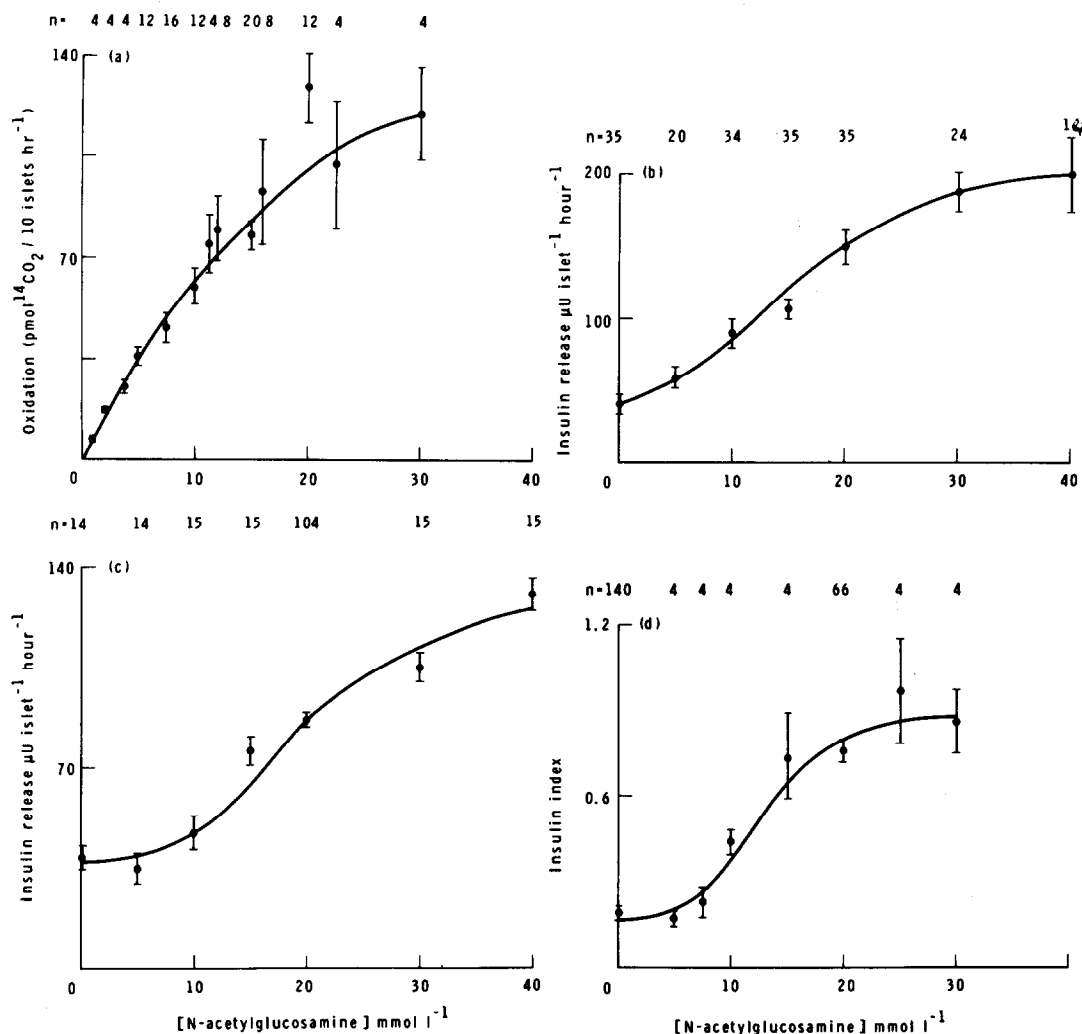 n= 4 4 4 12 16 12 4 8 20 8 12 4 4
140
(a)
70
Oxidation (pmol ¹⁴CO₂ / 10 islets hr⁻¹)
0 10 20 30 40
n=35 20 34 35 35 24
200
(b)
100
Insulin release µU islet⁻¹ hour⁻¹
0 10 20 30 40
n=14 14 15 15 104 15 15
140
(c)
70
Insulin release µU islet⁻¹ hour⁻¹
0 10 20 30 40
[N-acetylglucosamine] mmol l⁻¹
n=140 4 4 4 4 66 4 4
1.2
(d)
0.6
Insulin index
0 10 20 30 40
[N-acetylglucosamine] mmol l⁻¹